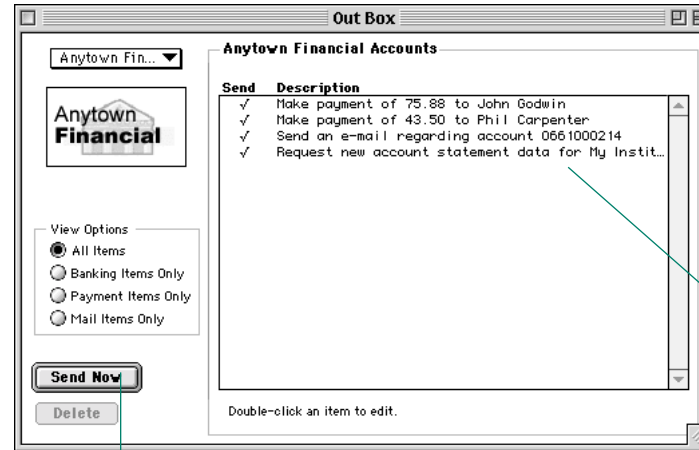 Out Box
Anytown Fin...
Anytown
Financial
View Options
All Items
Banking Items Only
Payment Items Only
Mail Items Only
Send Now
Delete
Anytown Financial Accounts
Send Description
√ Make payment of 75.88 to John Godwin
√ Make payment of 43.50 to Phil Carpenter
√ Send an e-mail regarding account 0661000214
√ Request new account statement data for My Instit...
Double-click an item to edit.